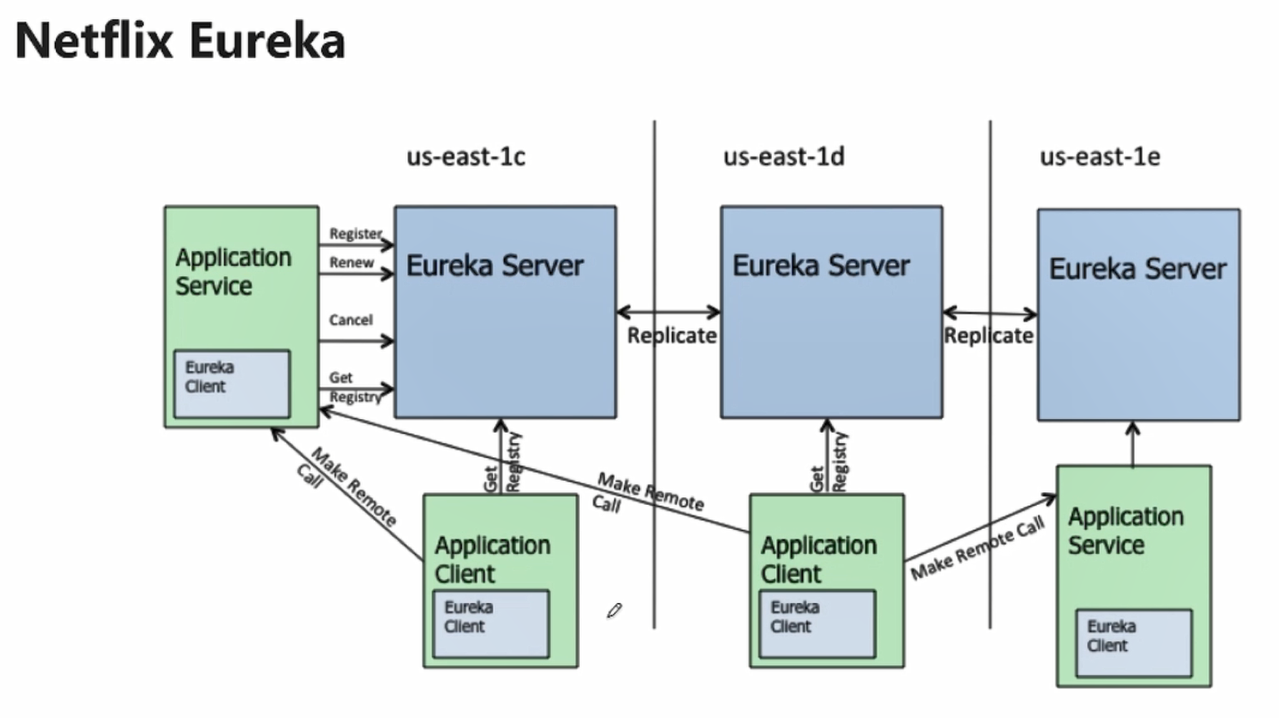 Netflix Eureka
us-east-1c
us-east-1d
us-east-1e
Application
Service
Eureka
Client
Register
Renew
Cancel
Get
Registry
Eureka Server
Replicate
Eureka Server
Replicate
Eureka Server
Make Remote
Call
Get
Registry
Make Remote
Call
Get
Registry
Make Remote Call
Application
Client
Eureka
Client
Application
Client
Eureka
Client
Application
Service
Eureka
Client